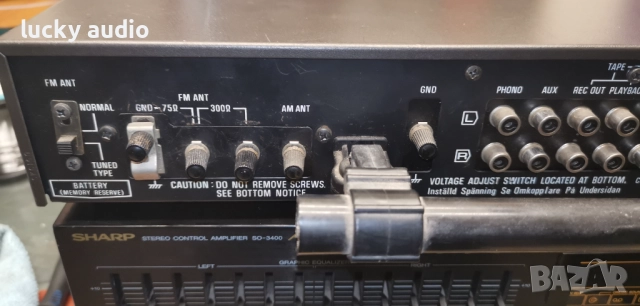 lucky audio
FM ANT
NORMAL
TUNED
TYPE
BATTERY
(MEMORY RESERVE)
GND
75Ω
FM
ANT
300Ω
AM ANT
CAUTION: DO NOT REMOVE SCREWS.
SEE BOTTOM NOTICE
GND
TAPE
PHONO
AUX
REC OUT
PLAYBACK
L
R
VOLTAGE ADJUST SWITCH LOCATED AT BOTTOM.
Inställd Spänning Se Omkopplare På Undersidan
SHARP
STEREO CONTROL AMPLIFIER SO-3400
LEFT
GRAPHIC EQUALIZER
RIGHT
BAZAR